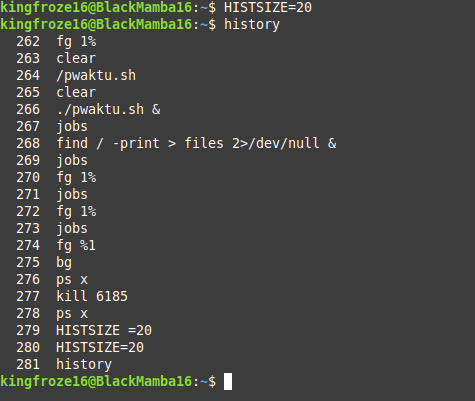 kingfroze16@BlackMamba16:~$ HISTSIZE=20
kingfroze16@BlackMamba16:~$ history
262 fg 1%
263 clear
264 /pwaktu.sh
265 clear
266 ./pwaktu.sh &
267 jobs
268 find / -print > files 2>/dev/null &
269 jobs
270 fg 1%
271 jobs
272 fg 1%
273 jobs
274 fg %1
275 bg
276 ps x
277 kill 6185
278 ps x
279 HISTSIZE =20
280 HISTSIZE=20
281 history
kingfroze16@BlackMamba16:~$